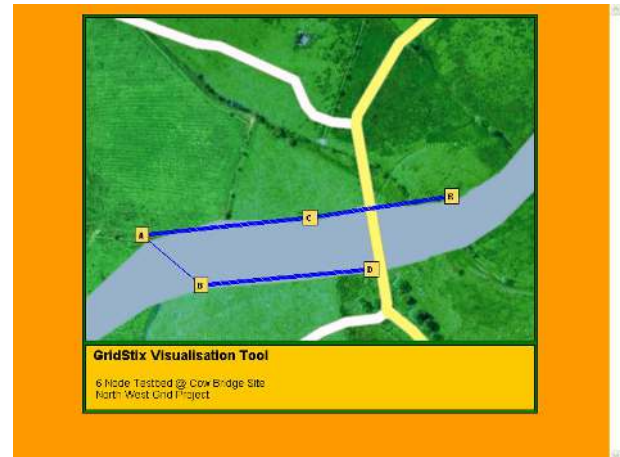 A
C
E
B
D
GridStix Visualisation Tool
6 Node Testbed @ Cow Bridge Site
North West Grid Project